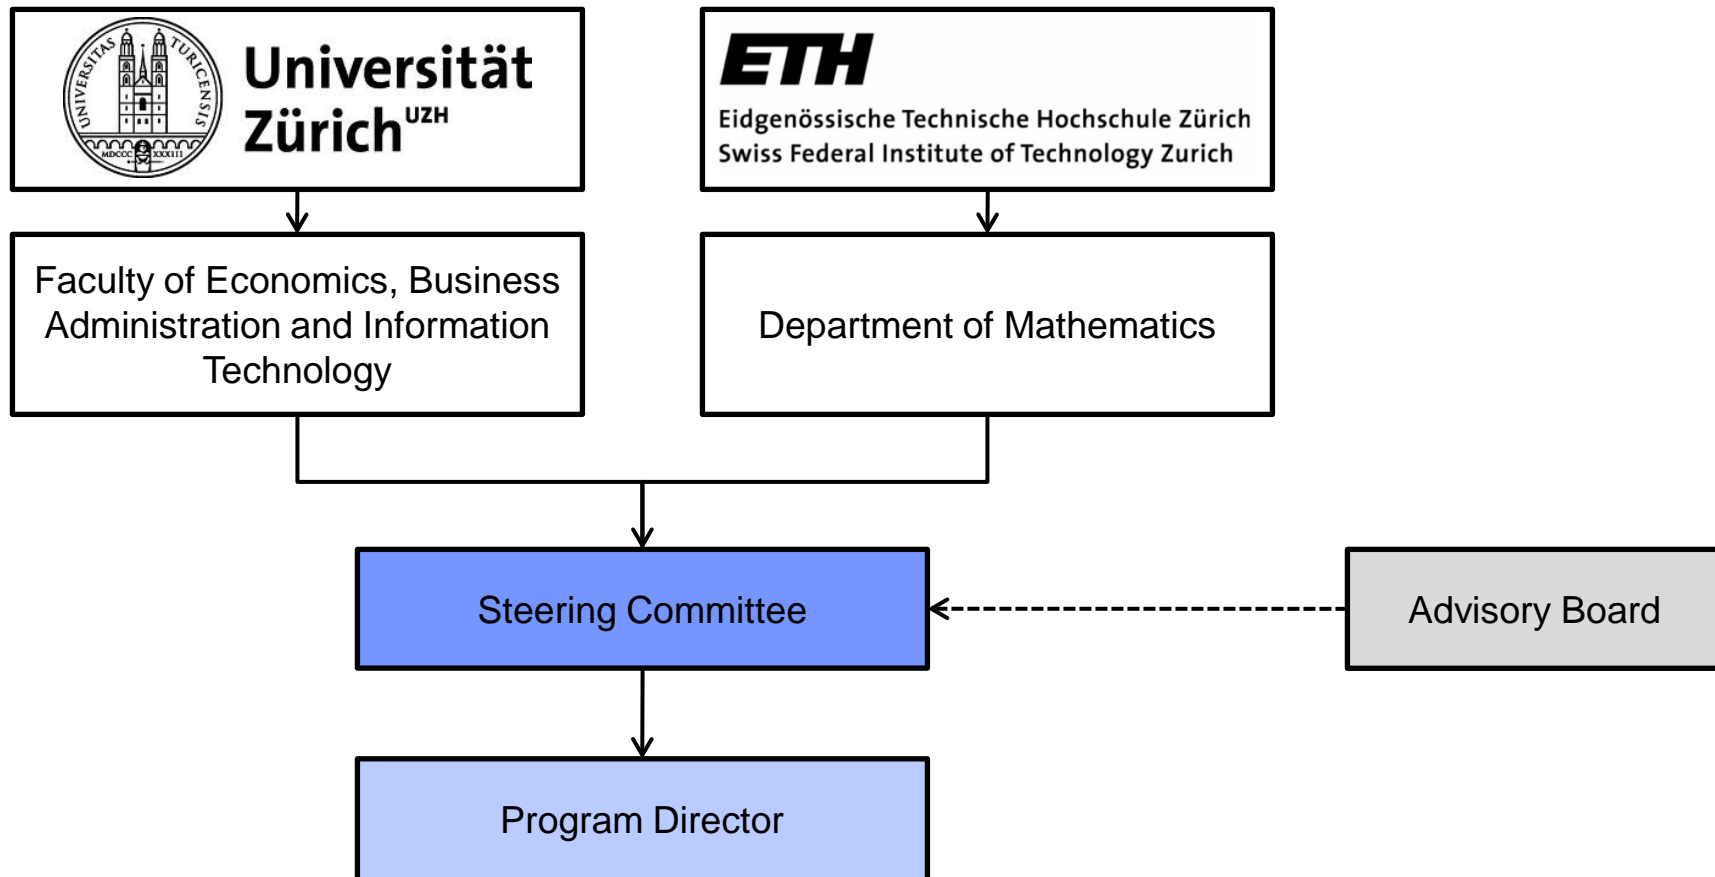 UNIVERSITAS TURICENSIS
MDCCC XXXIII
Universität
Zürich UZH
ETH
Eidgenössische Technische Hochschule Zürich
Swiss Federal Institute of Technology Zurich
Faculty of Economics, Business
Administration and Information
Technology
Department of Mathematics
Steering Committee
Advisory Board
Program Director